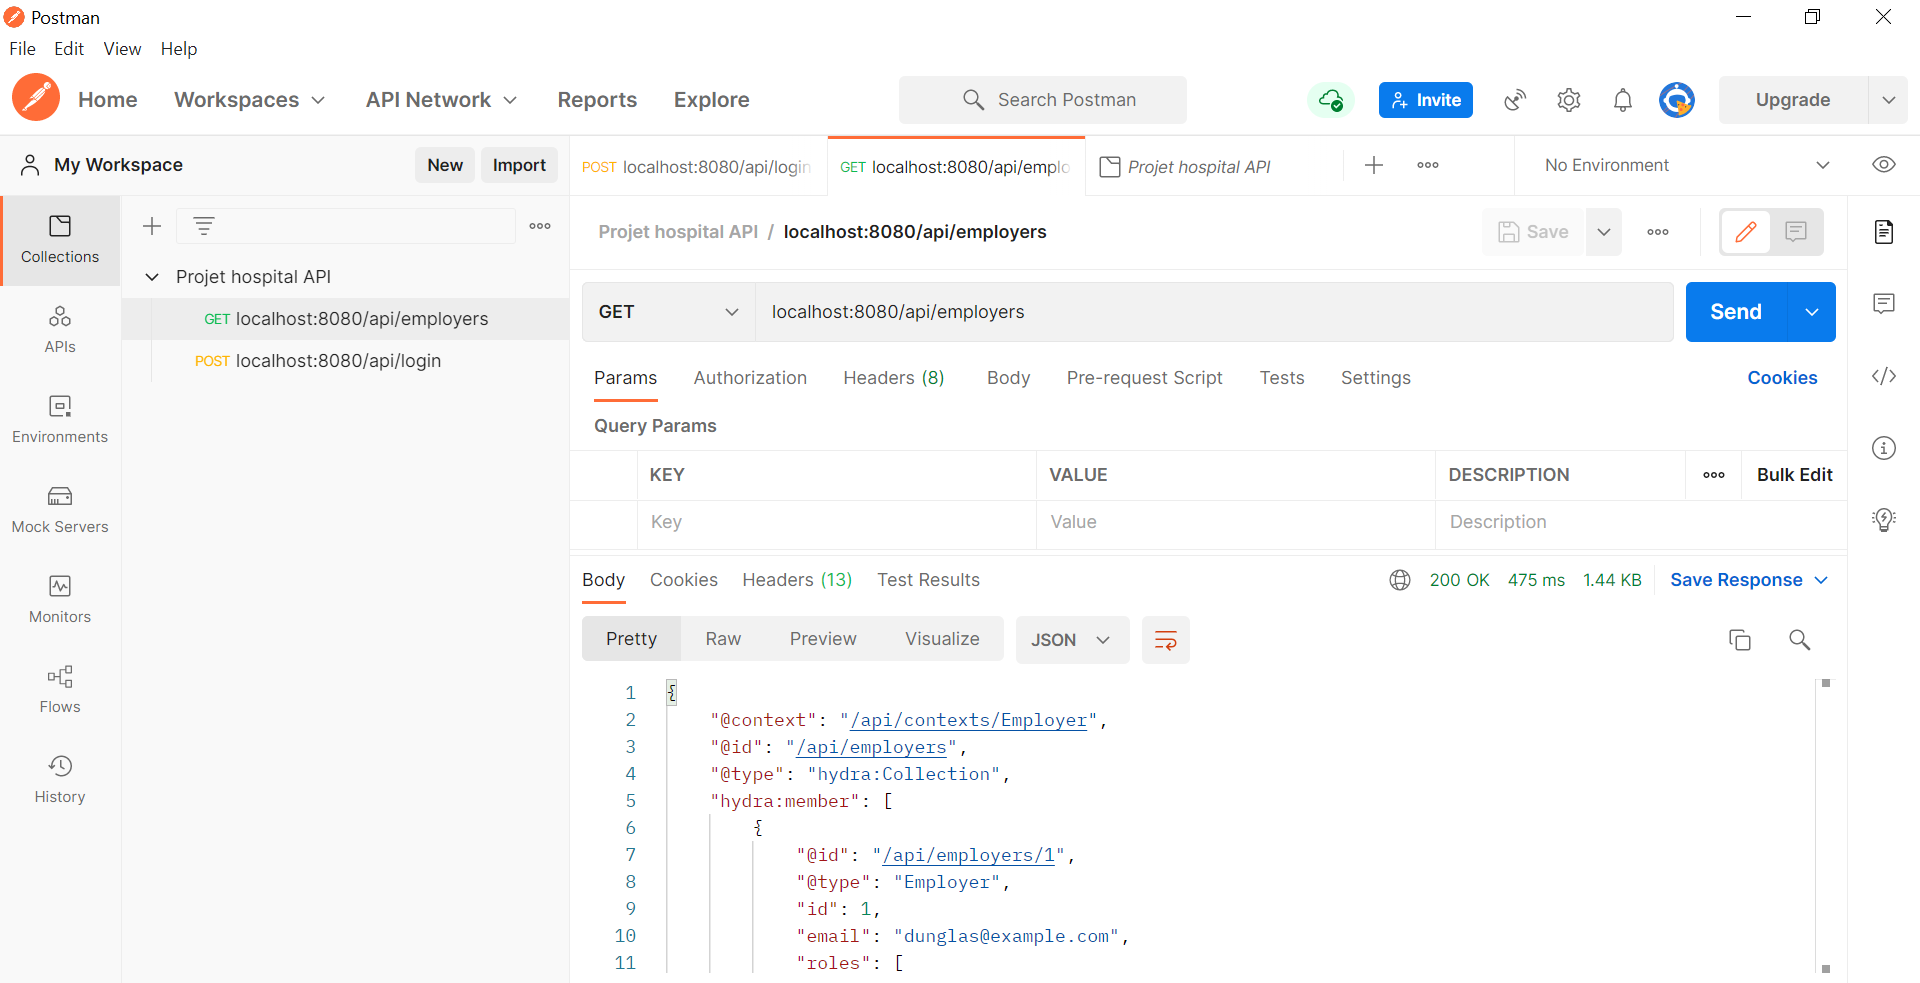 Postman
File Edit View Help
Home Workspaces API Network Reports Explore Search Postman Invite Upgrade
My Workspace New Import
POST localhost:8080/api/login GET localhost:8080/api/emplo Projet hospital API No Environment
Collections
APIs
Environments
Mock Servers
Monitors
Flows
History
Projet hospital API
GET localhost:8080/api/employers
POST localhost:8080/api/login
Projet hospital API / localhost:8080/api/employers Save
GET localhost:8080/api/employers Send
Params Authorization Headers (8) Body Pre-request Script Tests Settings Cookies
Query Params
KEY VALUE DESCRIPTION Bulk Edit
Key Value Description
Body Cookies Headers (13) Test Results 200 OK 475 ms 1.44 KB Save Response
Pretty Raw Preview Visualize JSON
1 {
2 "@context": "/api/contexts/Employer",
3 "@id": "/api/employers",
4 "@type": "hydra:Collection",
5 "hydra:member": [
6 {
7 "@id": "/api/employers/1",
8 "@type": "Employer",
9 "id": 1,
10 "email": "dunglas@example.com",
11 "roles": [